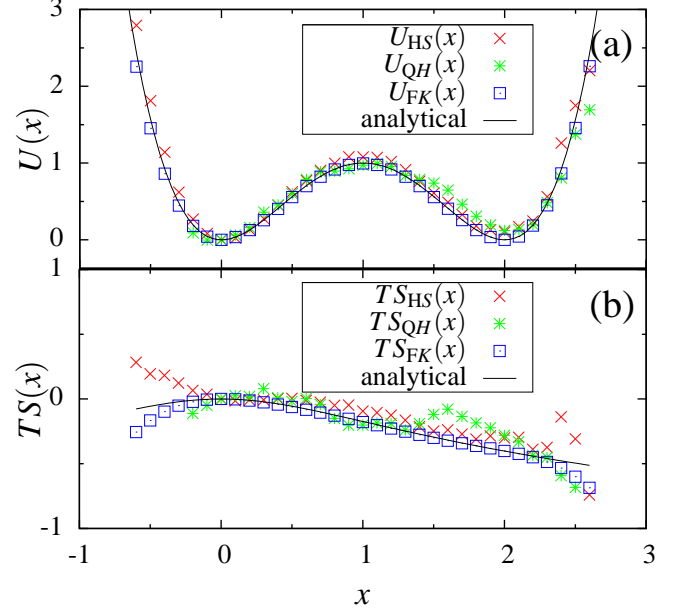 3
2
1
0
U(x)
(a)
U_HS(x)
U_QH(x)
U_FK(x)
analytical
1
0
-1
TS(x)
(b)
TS_HS(x)
TS_QH(x)
TS_FK(x)
analytical
-1 0 1 2 3
x